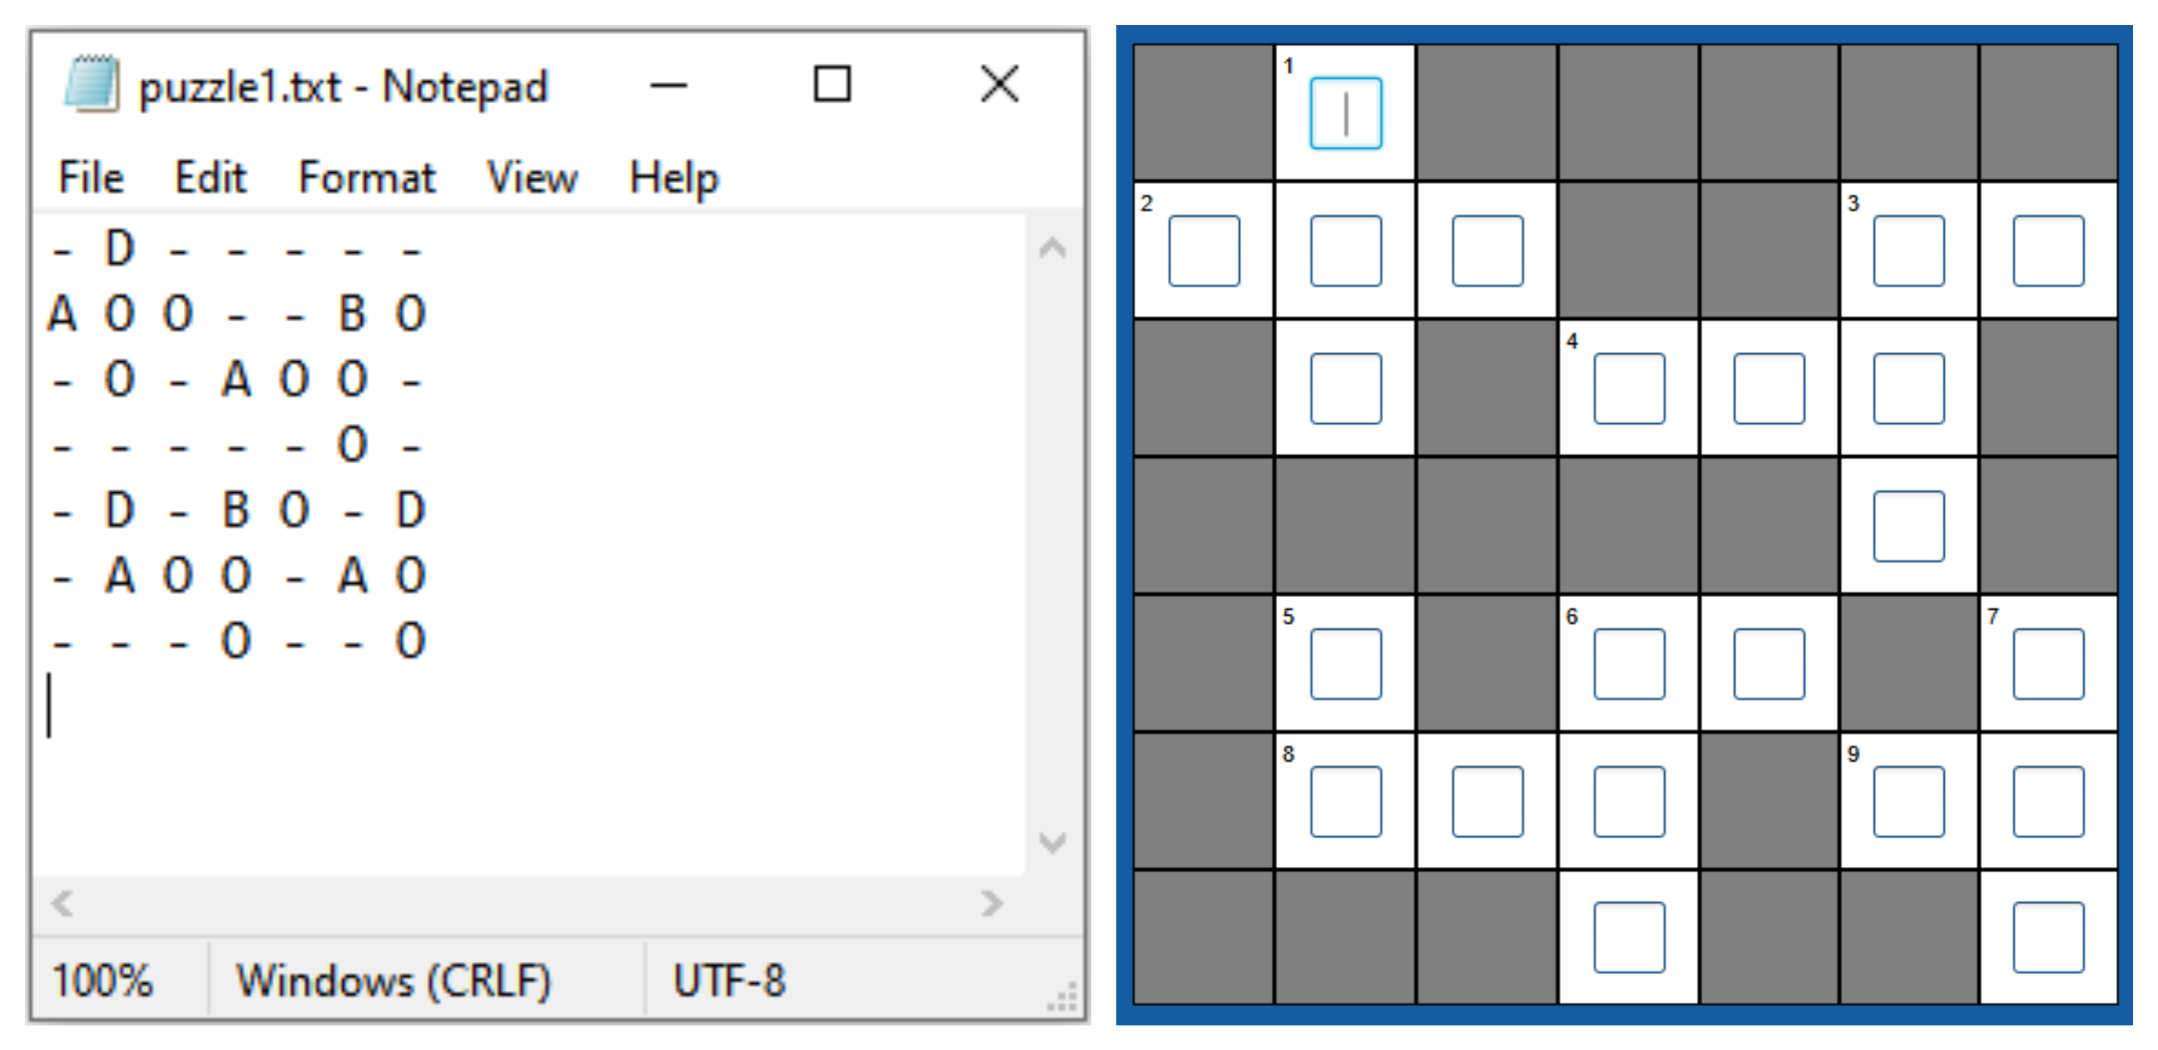 puzzle1.txt - Notepad
File Edit Format View Help
- D - - - - -
A O O - - B O
- O - A O O -
- - - - - O -
- D - B O - D
- A O O - A O
- - - O - - O
100% Windows (CRLF) UTF-8
1
2 3
4
5 6 7
8 9